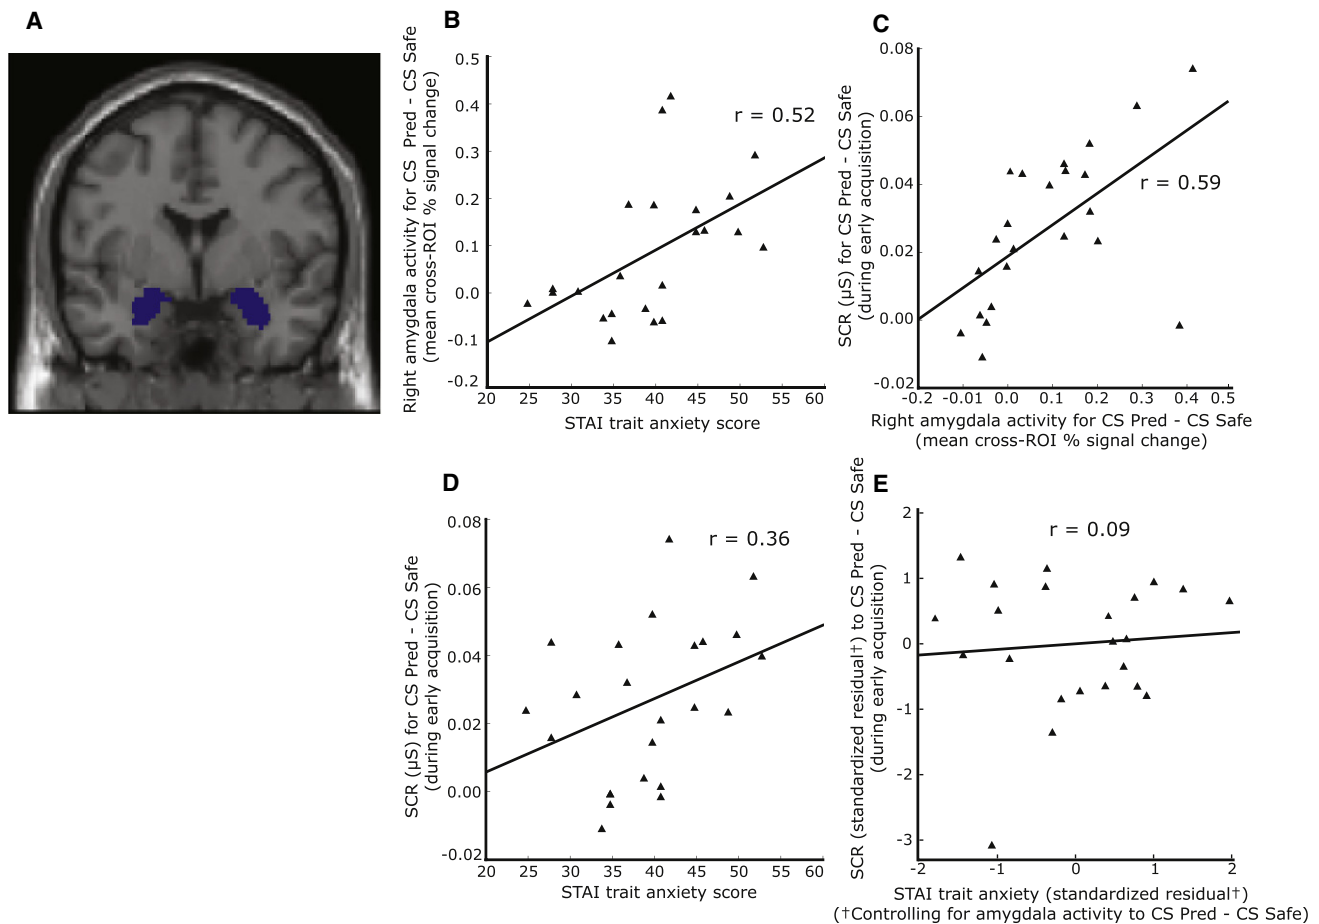 A
B
Right amygdala activity for CS Pred - CS Safe
(mean cross-ROI % signal change)
0.5
0.4
0.3
0.2
0.1
0.0
-0.1
-0.2
r = 0.52
20 25 30 35 40 45 50 55 60
STAI trait anxiety score
C
SCR (µS) for CS Pred - CS Safe
(during early acquisition)
0.08
0.06
0.04
0.02
0.00
-0.02
r = 0.59
-0.2 -0.01 0.0 0.1 0.2 0.3 0.4 0.5
Right amygdala activity for CS Pred - CS Safe
(mean cross-ROI % signal change)
D
SCR (µS) for CS Pred - CS Safe
(during early acquisition)
0.08
0.06
0.04
0.02
0.00
-0.02
r = 0.36
20 25 30 35 40 45 50 55 60
STAI trait anxiety score
E
SCR (standardized residual†) to CS Pred - CS Safe
(during early acquisition)
2
1
0
-1
-2
-3
r = 0.09
-2 -1 0 1 2
STAI trait anxiety (standardized residual†)
(†Controlling for amygdala activity to CS Pred - CS Safe)